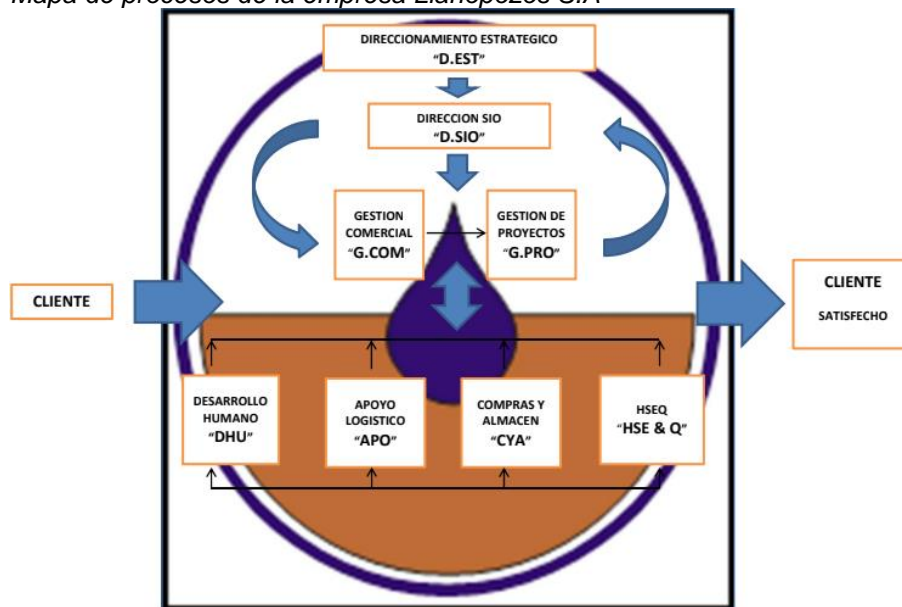 Mapa de procesos de la empresa Llanopozos S.A
DIRECCIONAMIENTO ESTRATEGICO
“D.EST”
DIRECCION SIO
“D.SIO”
GESTION
COMERCIAL
“G.COM”
GESTION DE
PROYECTOS
“G.PRO”
CLIENTE
CLIENTE
SATISFECHO
DESARROLLO
HUMANO
“DHU”
APOYO
LOGISTICO
“APO”
COMPRAS Y
ALMACEN
“CYA”
HSEQ
“HSE & Q”